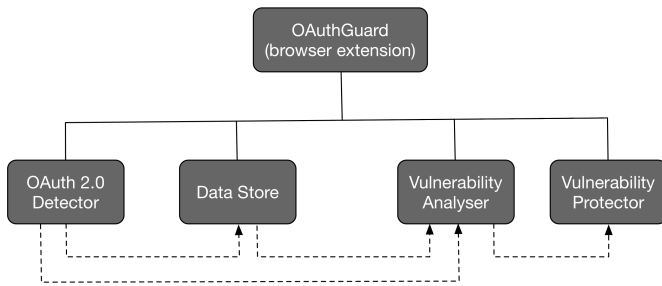 OAuthGuard
(browser extension)
OAuth 2.0
Detector
Data Store
Vulnerability
Analyser
Vulnerability
Protector